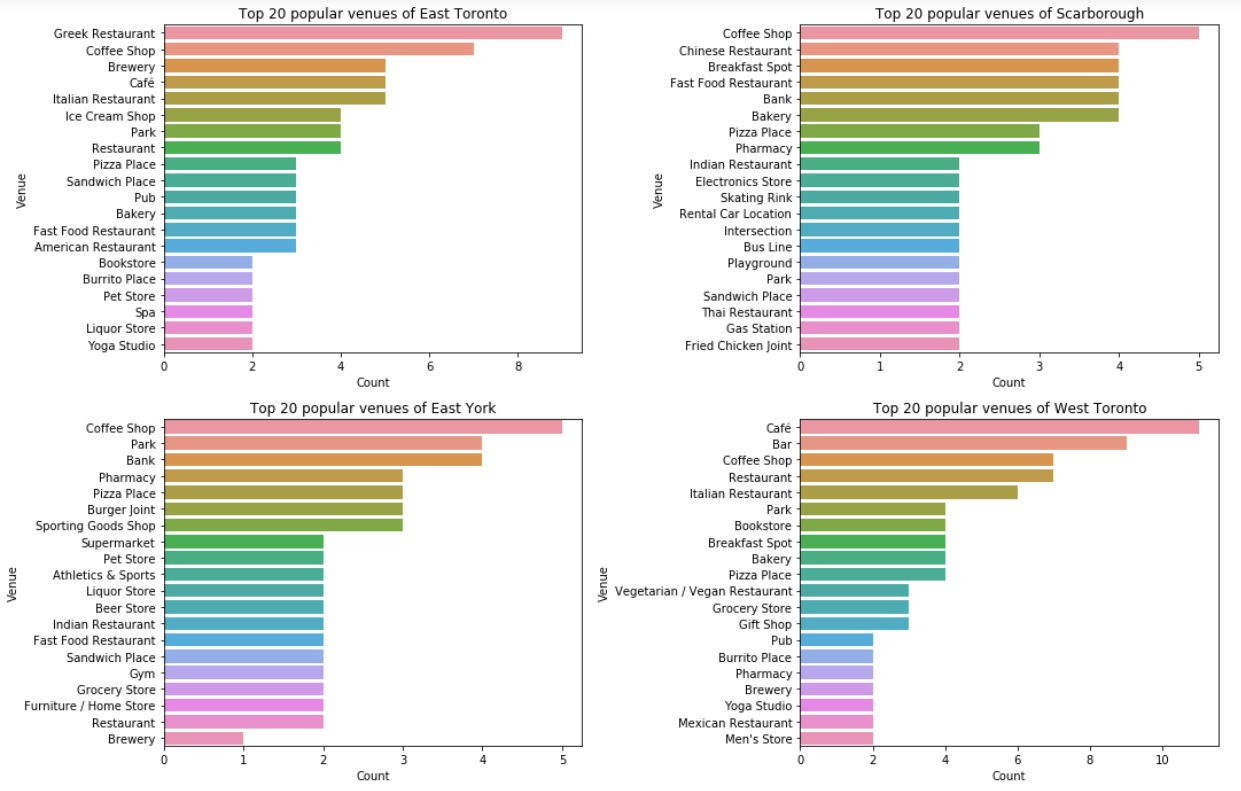 Top 20 popular venues of East Toronto
Venue
Greek Restaurant
Coffee Shop
Brewery
Café
Italian Restaurant
Ice Cream Shop
Park
Restaurant
Pizza Place
Sandwich Place
Pub
Bakery
Fast Food Restaurant
American Restaurant
Bookstore
Burrito Place
Pet Store
Spa
Liquor Store
Yoga Studio
0 2 4 6 8
Count
Top 20 popular venues of Scarborough
Venue
Coffee Shop
Chinese Restaurant
Breakfast Spot
Fast Food Restaurant
Bank
Bakery
Pizza Place
Pharmacy
Indian Restaurant
Electronics Store
Skating Rink
Rental Car Location
Intersection
Bus Line
Playground
Park
Sandwich Place
Thai Restaurant
Gas Station
Fried Chicken Joint
0 1 2 3 4 5
Count
Top 20 popular venues of East York
Venue
Coffee Shop
Park
Bank
Pharmacy
Pizza Place
Burger Joint
Sporting Goods Shop
Supermarket
Pet Store
Athletics & Sports
Liquor Store
Beer Store
Indian Restaurant
Fast Food Restaurant
Sandwich Place
Gym
Grocery Store
Furniture / Home Store
Restaurant
Brewery
0 1 2 3 4 5
Count
Top 20 popular venues of West Toronto
Venue
Café
Bar
Coffee Shop
Restaurant
Italian Restaurant
Park
Bookstore
Breakfast Spot
Bakery
Pizza Place
Vegetarian / Vegan Restaurant
Grocery Store
Gift Shop
Pub
Burrito Place
Pharmacy
Brewery
Yoga Studio
Mexican Restaurant
Men's Store
0 2 4 6 8 10
Count